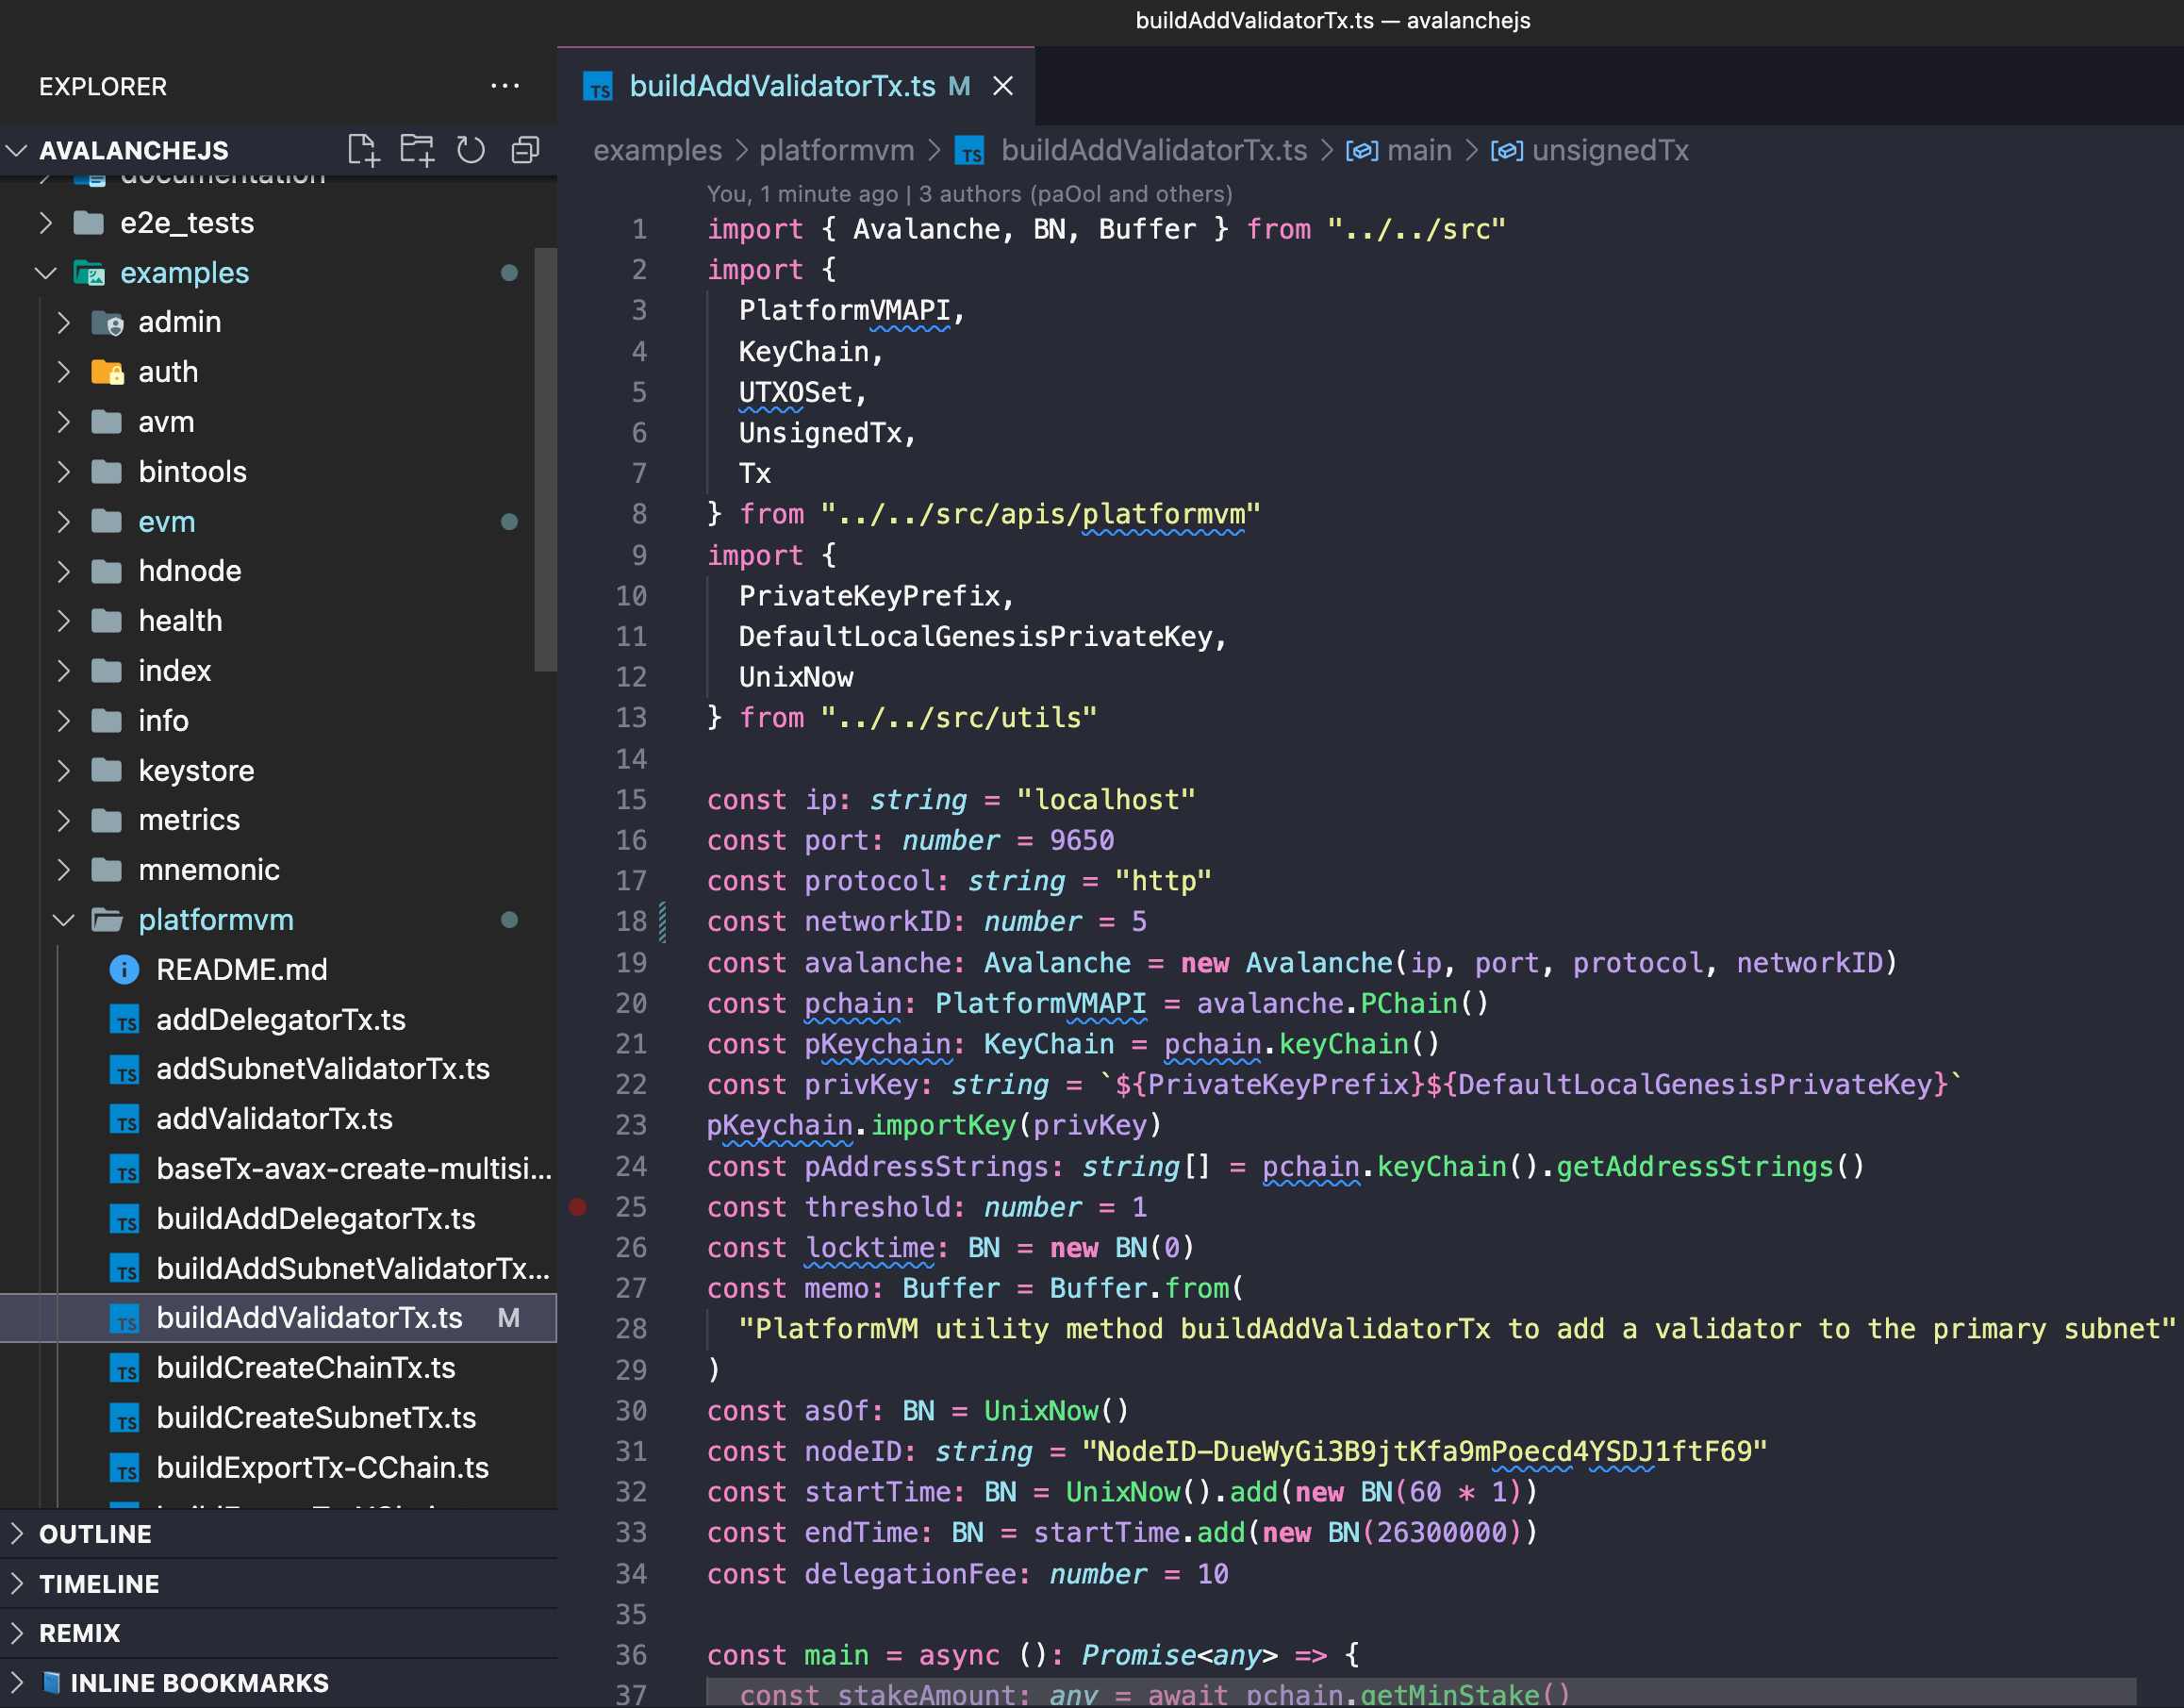 buildAddValidatorTx.ts — avalanchejs
EXPLORER
AVALANCHEJS
documentation
e2e_tests
examples
admin
auth
avm
bintools
evm
hdnode
health
index
info
keystore
metrics
mnemonic
platformvm
README.md
addDelegatorTx.ts
addSubnetValidatorTx.ts
addValidatorTx.ts
baseTx-avax-create-multisi...
buildAddDelegatorTx.ts
buildAddSubnetValidatorTx...
buildAddValidatorTx.ts M
buildCreateChainTx.ts
buildCreateSubnetTx.ts
buildExportTx-CChain.ts
OUTLINE
TIMELINE
REMIX
INLINE BOOKMARKS
TS buildAddValidatorTx.ts M
examples > platformvm > TS buildAddValidatorTx.ts > main > unsignedTx
You, 1 minute ago | 3 authors (paOol and others)
1 import { Avalanche, BN, Buffer } from "../../src"
2 import {
3 PlatformVMAPI,
4 KeyChain,
5 UTXOSet,
6 UnsignedTx,
7 Tx
8 } from "../../src/apis/platformvm"
9 import {
10 PrivateKeyPrefix,
11 DefaultLocalGenesisPrivateKey,
12 UnixNow
13 } from "../../src/utils"
14
15 const ip: string = "localhost"
16 const port: number = 9650
17 const protocol: string = "http"
18 const networkID: number = 5
19 const avalanche: Avalanche = new Avalanche(ip, port, protocol, networkID)
20 const pchain: PlatformVMAPI = avalanche.PChain()
21 const pKeychain: KeyChain = pchain.keyChain()
22 const privKey: string = `${PrivateKeyPrefix}${DefaultLocalGenesisPrivateKey}`
23 pKeychain.importKey(privKey)
24 const pAddressStrings: string[] = pchain.keyChain().getAddressStrings()
25 const threshold: number = 1
26 const locktime: BN = new BN(0)
27 const memo: Buffer = Buffer.from(
28 "PlatformVM utility method buildAddValidatorTx to add a validator to the primary subnet"
29 )
30 const asOf: BN = UnixNow()
31 const nodeID: string = "NodeID-DueWyGi3B9jtKfa9mPoecd4YSDJ1ftF69"
32 const startTime: BN = UnixNow().add(new BN(60 * 1))
33 const endTime: BN = startTime.add(new BN(26300000))
34 const delegationFee: number = 10
35
36 const main = async (): Promise<any> => {
37 const stakeAmount: any = await pchain.getMinStake()